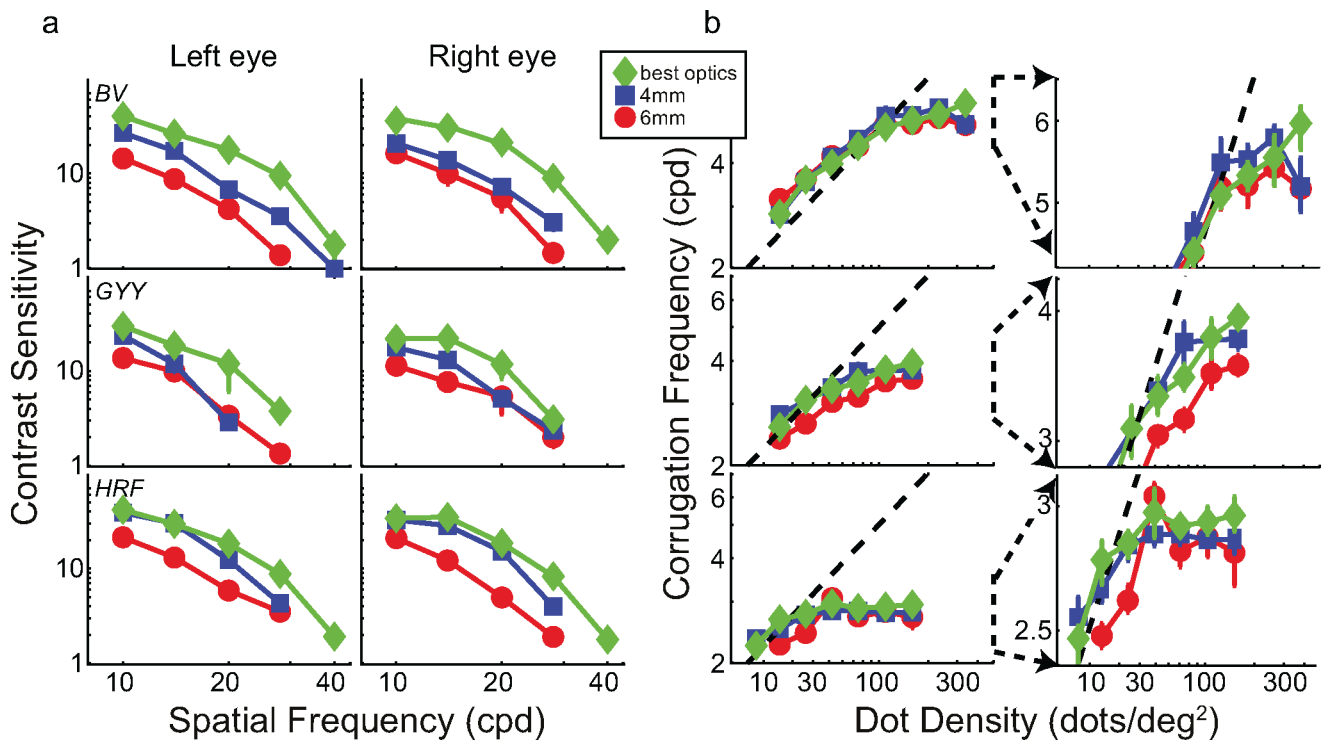 a
b
Left eye
Right eye
best optics
4mm
6mm
BV
10
1
GYY
10
1
HRF
10
1
10
20
40
10
20
40
Contrast Sensitivity
Spatial Frequency (cpd)
4
2
6
4
2
6
4
2
10
30
100
300
6
5
4
3
3
2.5
10
30
100
300
Corrugation Frequency (cpd)
Dot Density (dots/deg²)